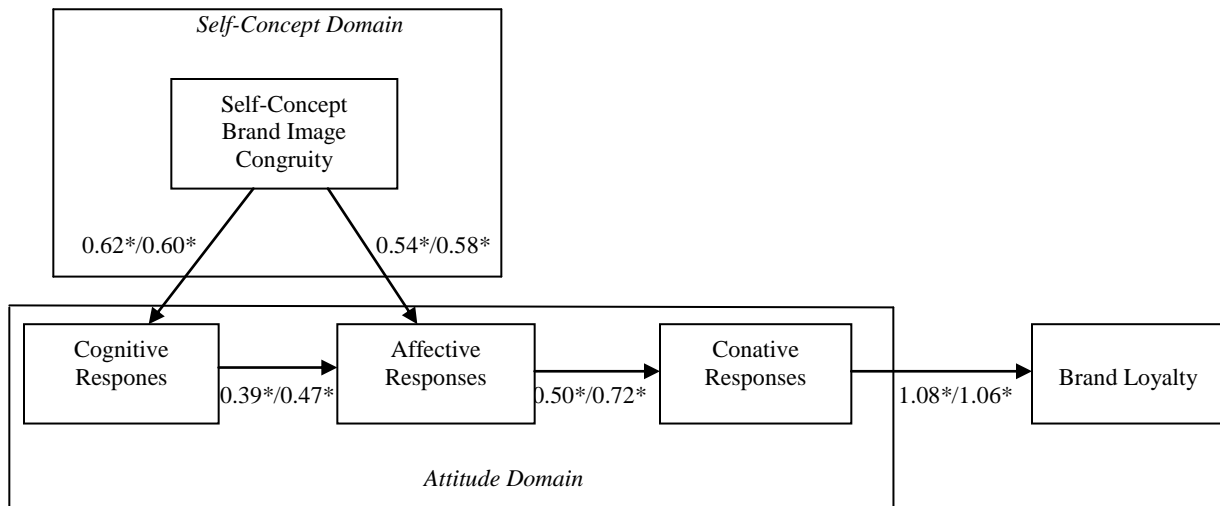 Self-Concept Domain
Self-Concept
Brand Image
Congruity
0.62*/0.60*
0.54*/0.58*
Cognitive
Respones
0.39*/0.47*
Affective
Responses
0.50*/0.72*
Conative
Responses
1.08*/1.06*
Brand Loyalty
Attitude Domain